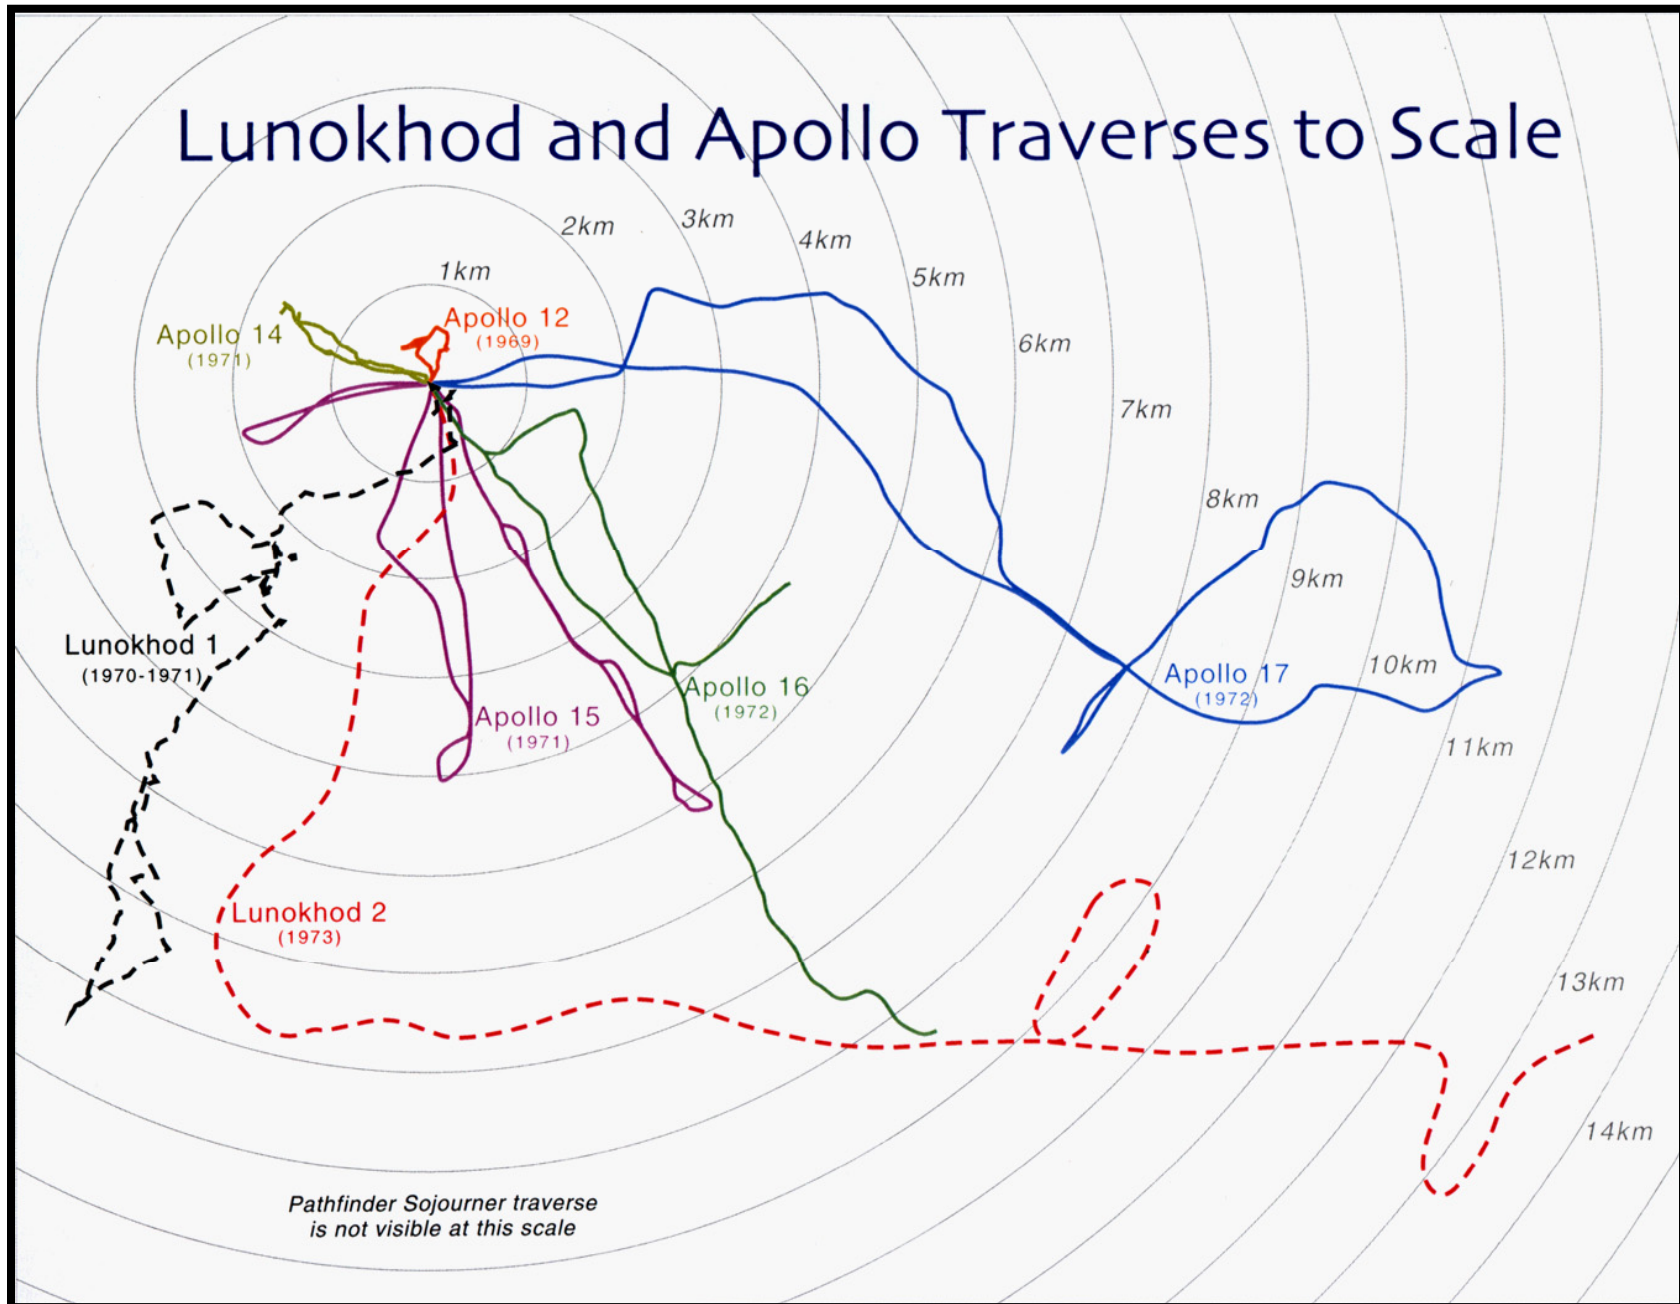 Lunokhod and Apollo Traverses to Scale
1km
2km
3km
4km
5km
6km
7km
8km
9km
10km
11km
12km
13km
14km
Apollo 14
(1971)
Apollo 12
(1969)
Lunokhod 1
(1970-1971)
Apollo 15
(1971)
Apollo 16
(1972)
Apollo 17
(1972)
Lunokhod 2
(1973)
Pathfinder Sojourner traverse
is not visible at this scale